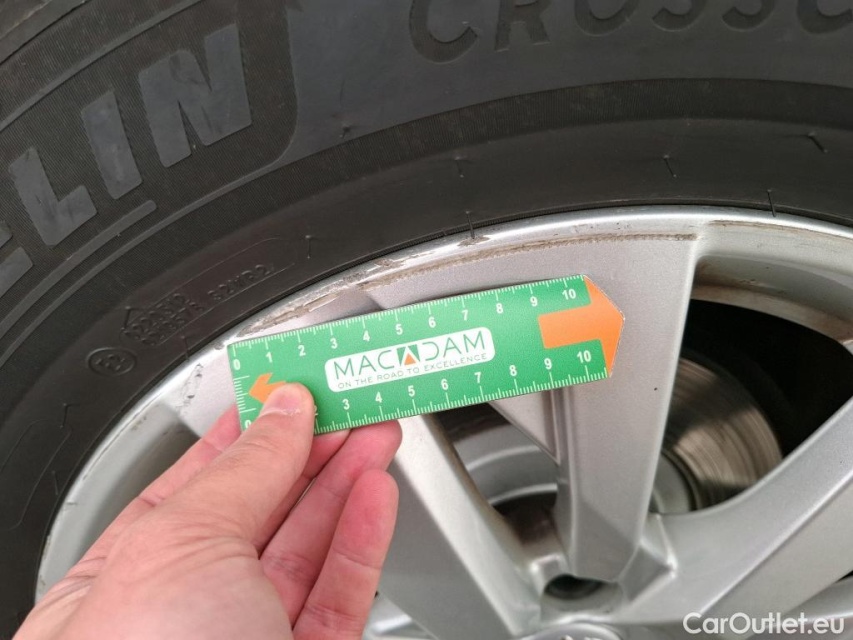 CROSSC
LIN
0 1 2 3 4 5 6 7 8 9 10
MACADAM
ON THE ROAD TO EXCELLENCE
3 4 5 6 7 8 9 10
CarOutlet.eu